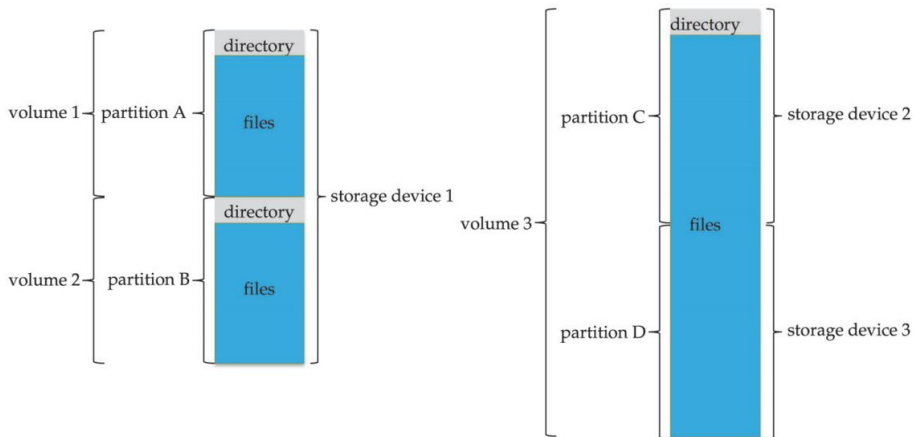 directory
volume 1
partition A
files
storage device 1
directory
volume 2
partition B
files
directory
partition C
storage device 2
volume 3
files
partition D
storage device 3